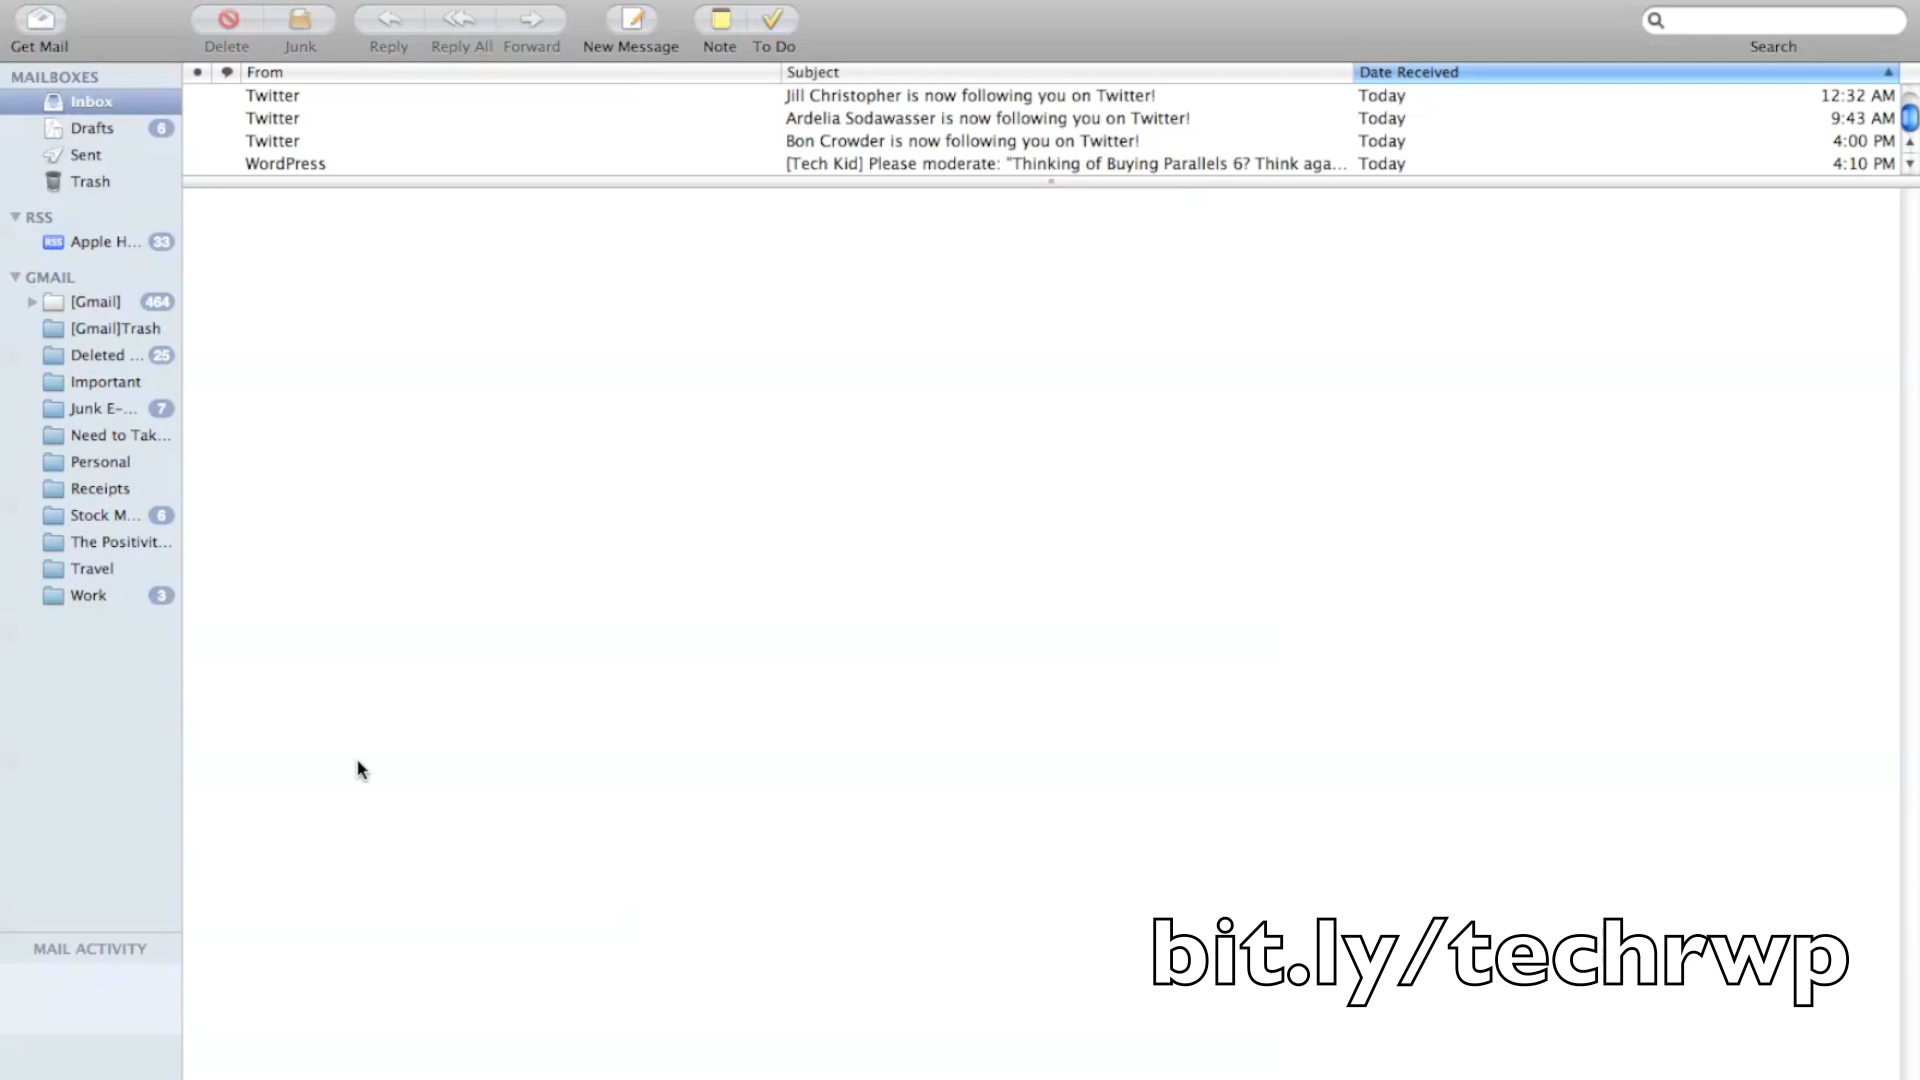 Get Mail
Delete Junk Reply Reply All Forward New Message Note To Do Search
MAILBOXES
Inbox
Drafts 6
Sent
Trash
RSS
RSS Apple H... 33
GMAIL
[Gmail] 464
[Gmail]Trash
Deleted ... 25
Important
Junk E-... 7
Need to Tak...
Personal
Receipts
Stock M... 6
The Positivit...
Travel
Work 3
MAIL ACTIVITY
From Subject Date Received
Twitter Jill Christopher is now following you on Twitter! Today 12:32 AM
Twitter Ardelia Sodawasser is now following you on Twitter! Today 9:43 AM
Twitter Bon Crowder is now following you on Twitter! Today 4:00 PM
WordPress [Tech Kid] Please moderate: "Thinking of Buying Parallels 6? Think aga... Today 4:10 PM
bit.ly/techrwp